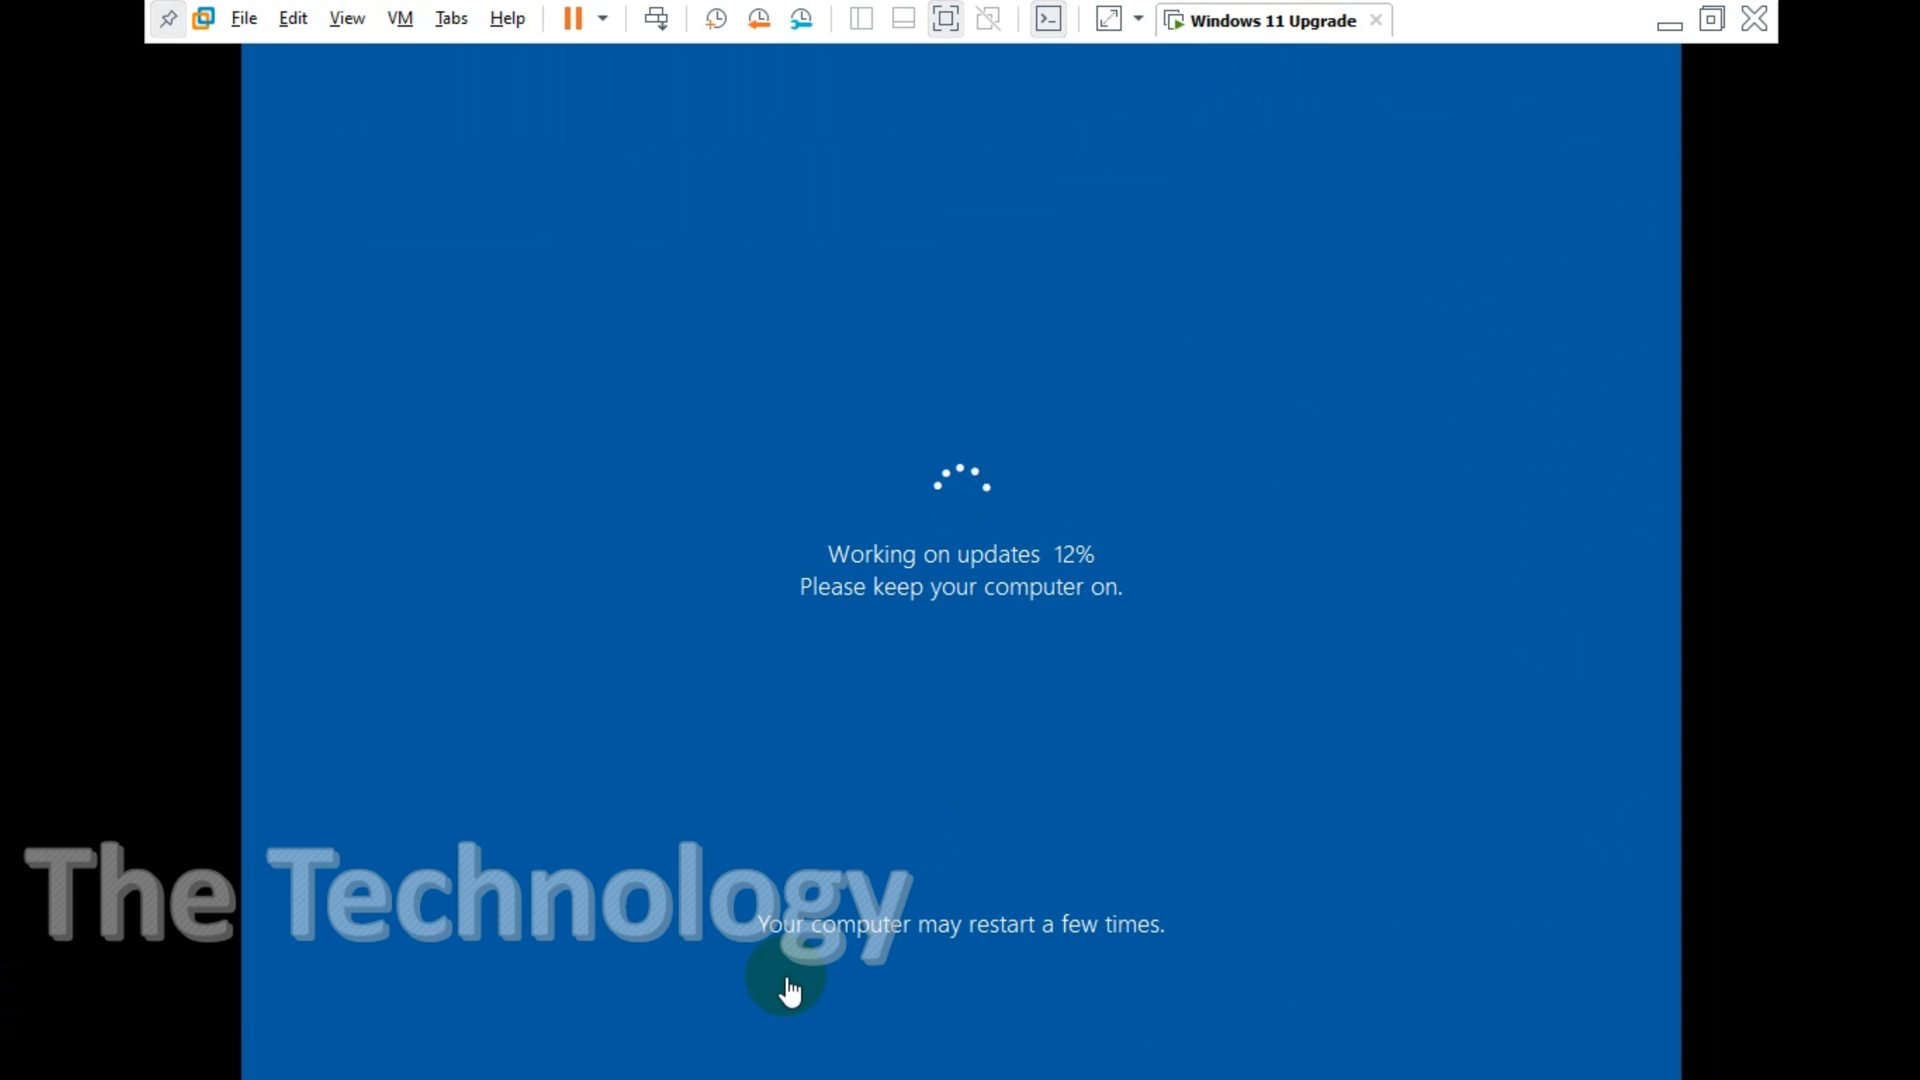 File Edit View VM Tabs Help Windows 11 Upgrade
Working on updates 12%
Please keep your computer on.
The Technology
Your computer may restart a few times.